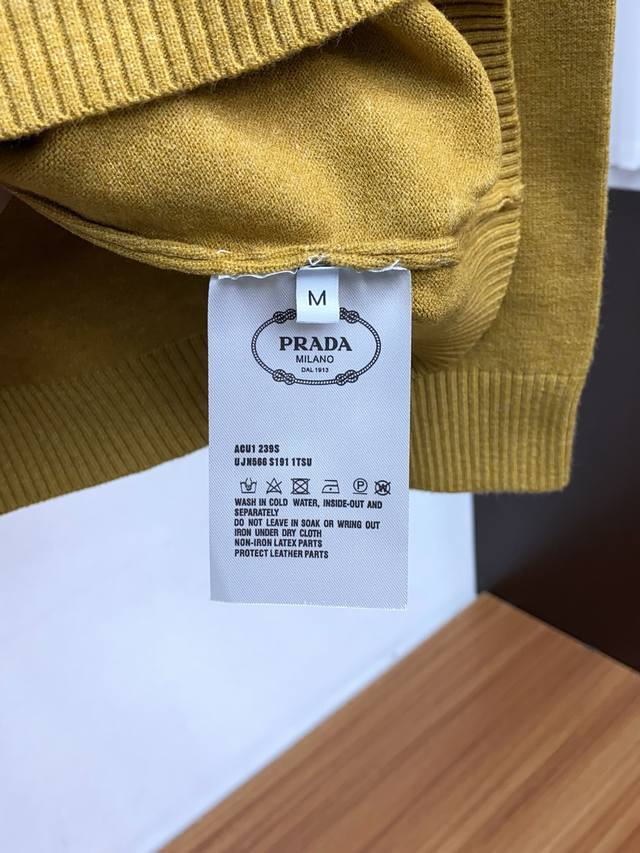 M
PRADA
MILANO
DAL 1913
ACU1 239S
UJN566 S191 1TSU
WASH IN COLD WATER, INSIDE-OUT AND
SEPARATELY
DO NOT LEAVE IN SOAK OR WRING OUT
IRON UNDER DRY CLOTH
NON-IRON LATEX PARTS
PROTECT LEATHER PARTS